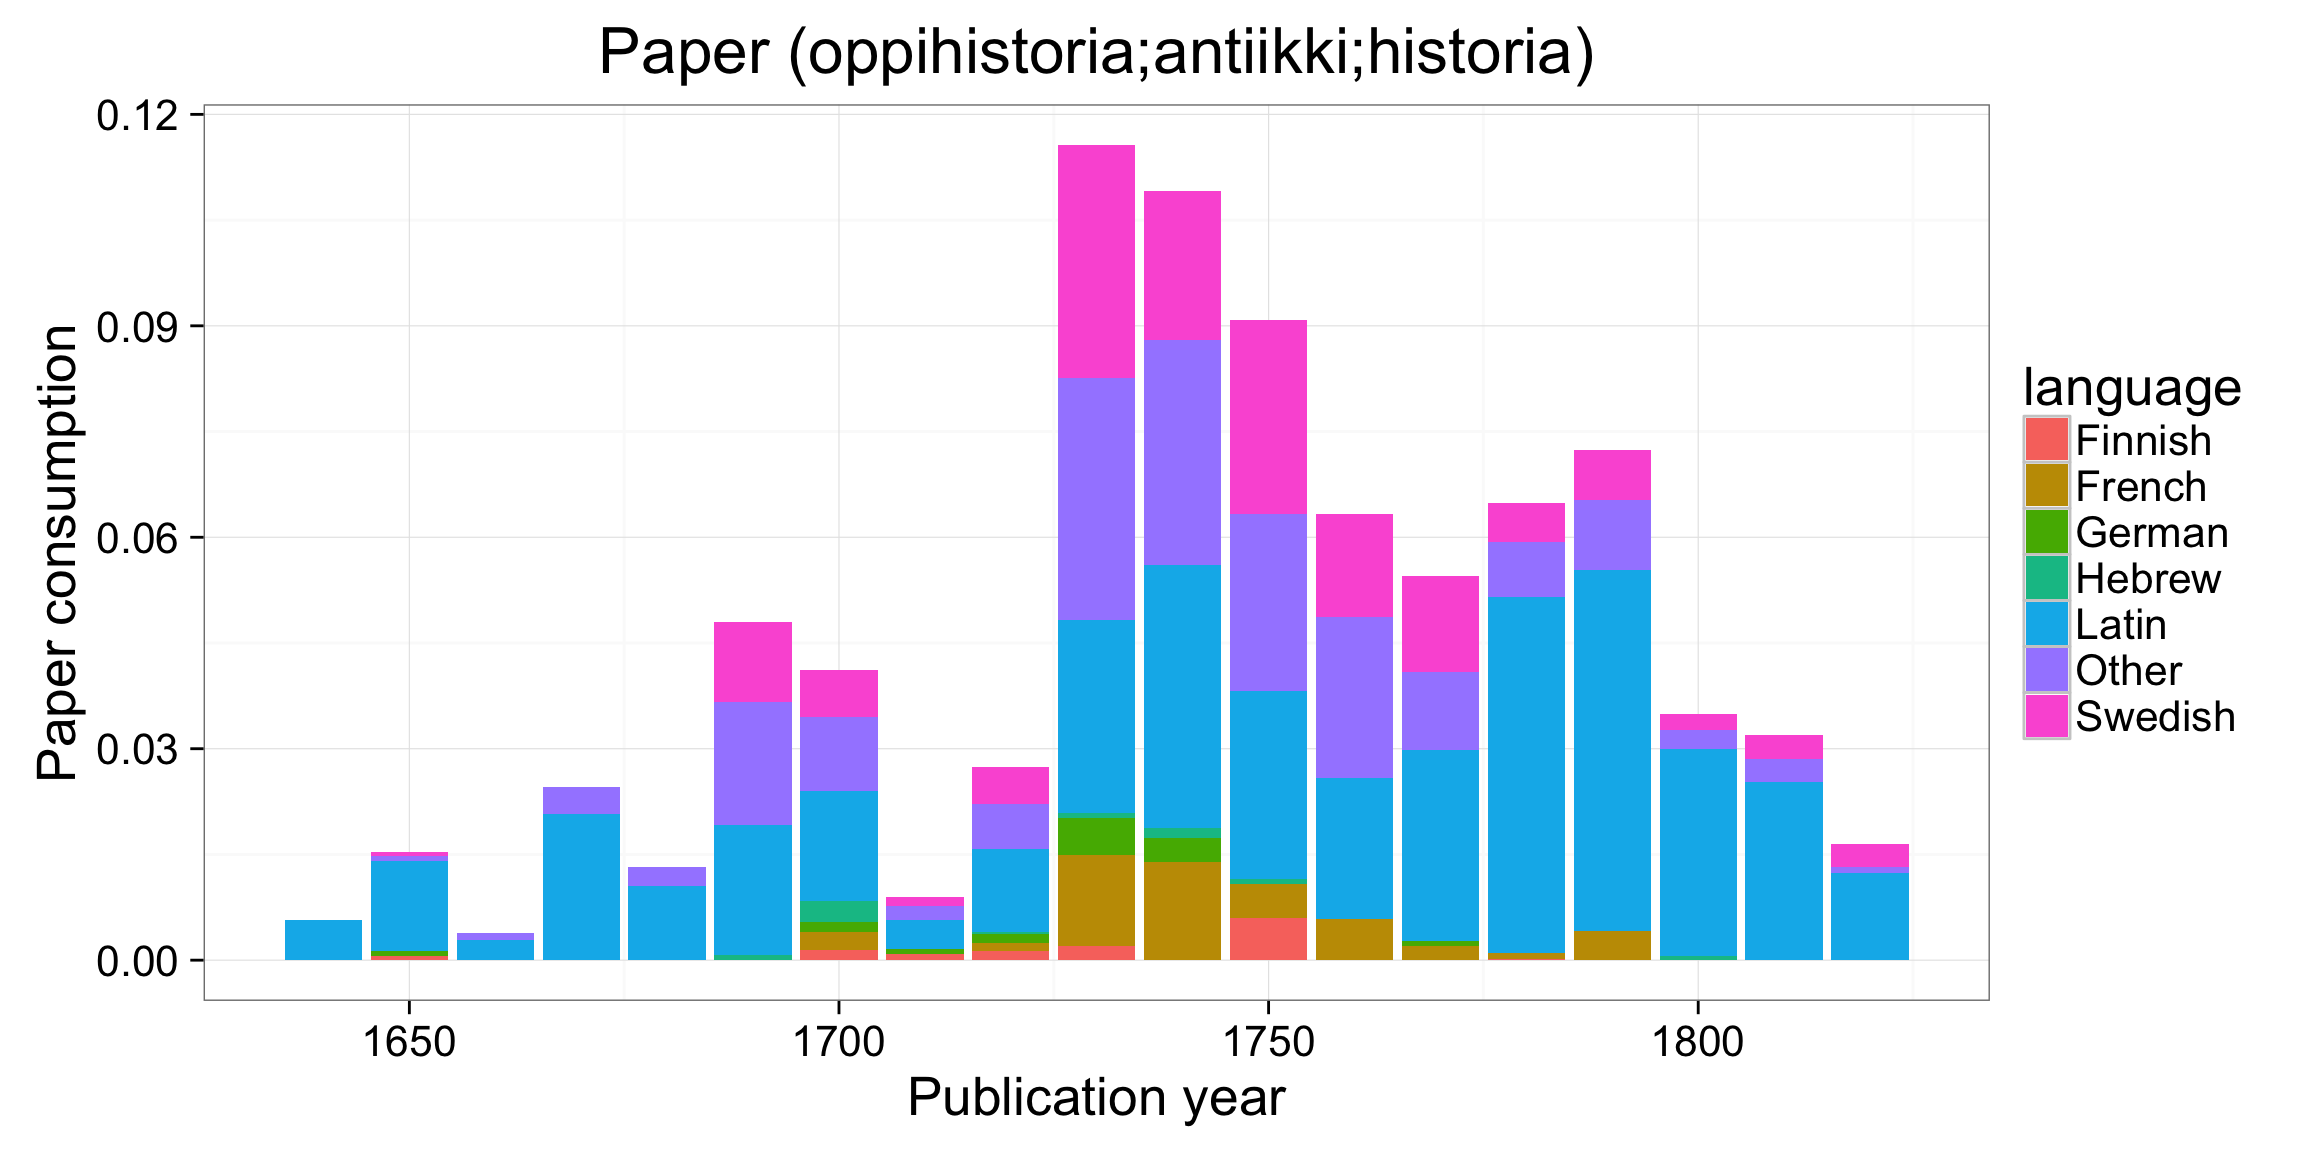 Paper (oppihistoria;antiikki;historia)
0.12
0.09
0.06
0.03
0.00
Paper consumption
1650
1700
1750
1800
Publication year
language
Finnish
French
German
Hebrew
Latin
Other
Swedish